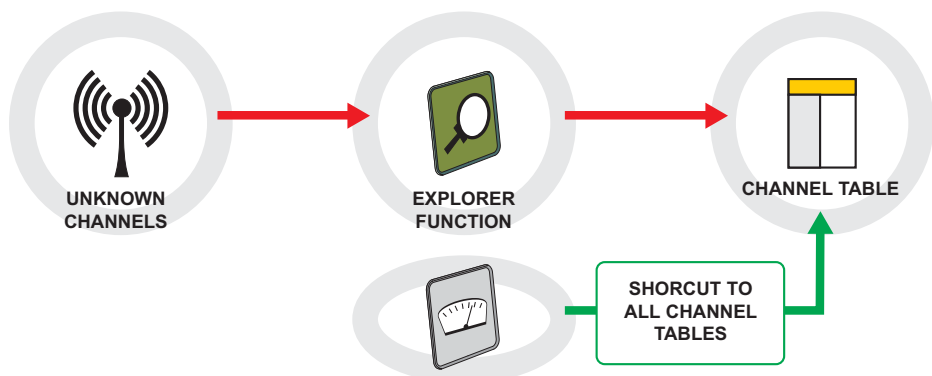 UNKNOWN
CHANNELS
EXPLORER
FUNCTION
CHANNEL TABLE
SHORCUT TO
ALL CHANNEL
TABLES